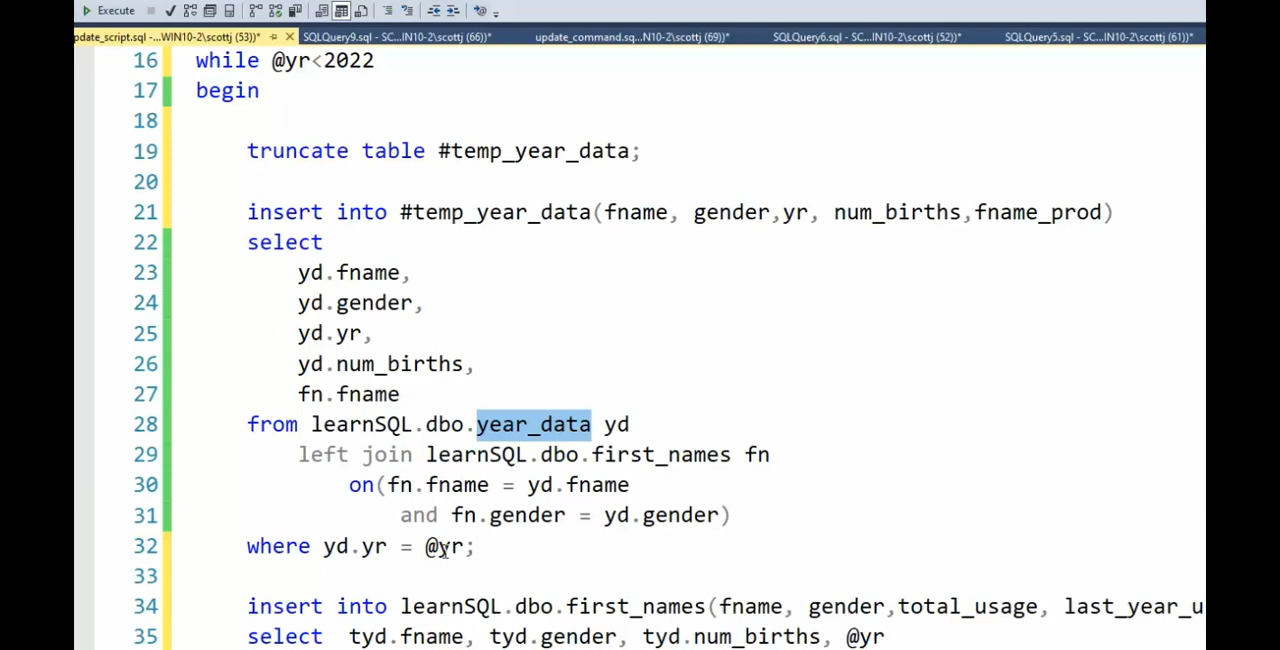 Execute
pdate_script.sql -...WIN10-2\scottj (53))* SQLQuery9.sql - SC...IN10-2\scottj (66))* update_command.sq...N10-2\scottj (69))* SQLQuery6.sql - SC...IN10-2\scottj (52))* SQLQuery5.sql - SC...IN10-2\scottj (61))*
16 while @yr<2022
17 begin
18
19 truncate table #temp_year_data;
20
21 insert into #temp_year_data(fname, gender,yr, num_births,fname_prod)
22 select
23 yd.fname,
24 yd.gender,
25 yd.yr,
26 yd.num_births,
27 fn.fname
28 from learnSQL.dbo.year_data yd
29 left join learnSQL.dbo.first_names fn
30 on(fn.fname = yd.fname
31 and fn.gender = yd.gender)
32 where yd.yr = @yr;
33
34 insert into learnSQL.dbo.first_names(fname, gender,total_usage, last_year_u
35 select tyd.fname, tyd.gender, tyd.num_births, @yr